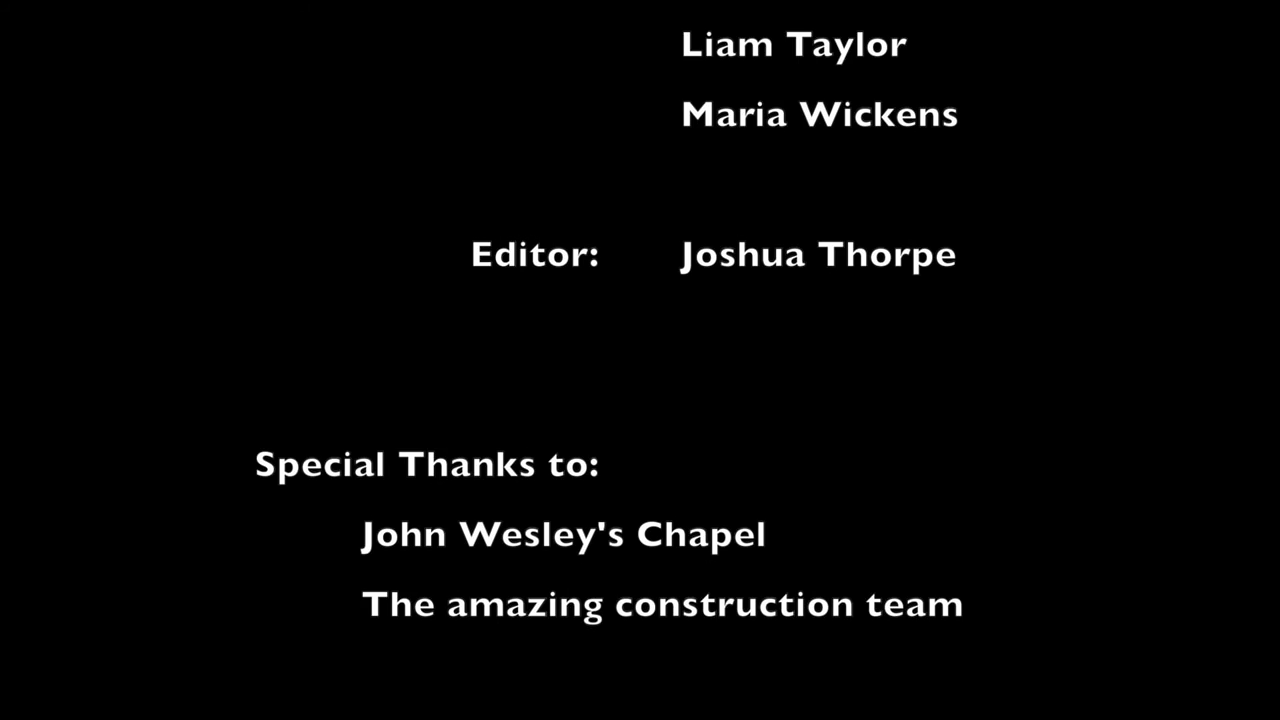 Liam Taylor
Maria Wickens
Editor: Joshua Thorpe
Special Thanks to:
John Wesley's Chapel
The amazing construction team